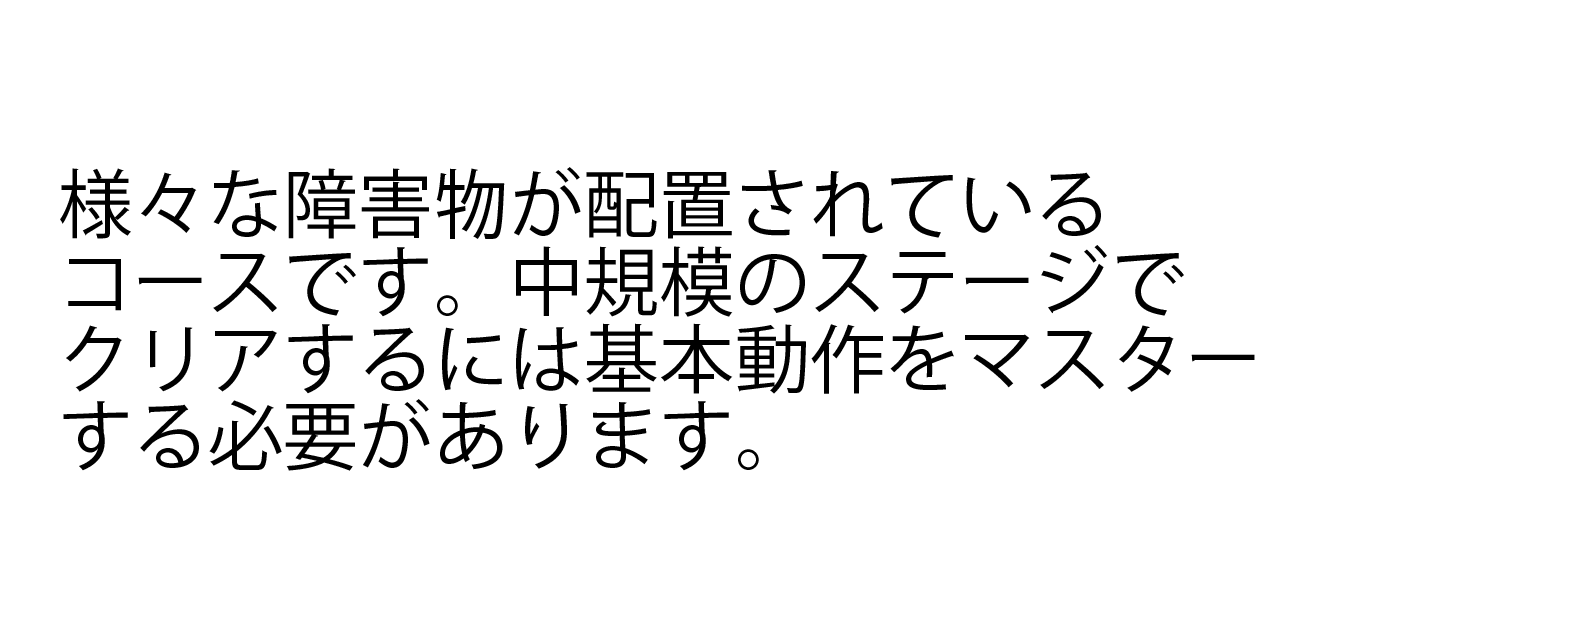 様々な障害物が配置されている
コースです。中規模のステージで
クリアするには基本動作をマスター
する必要があります。